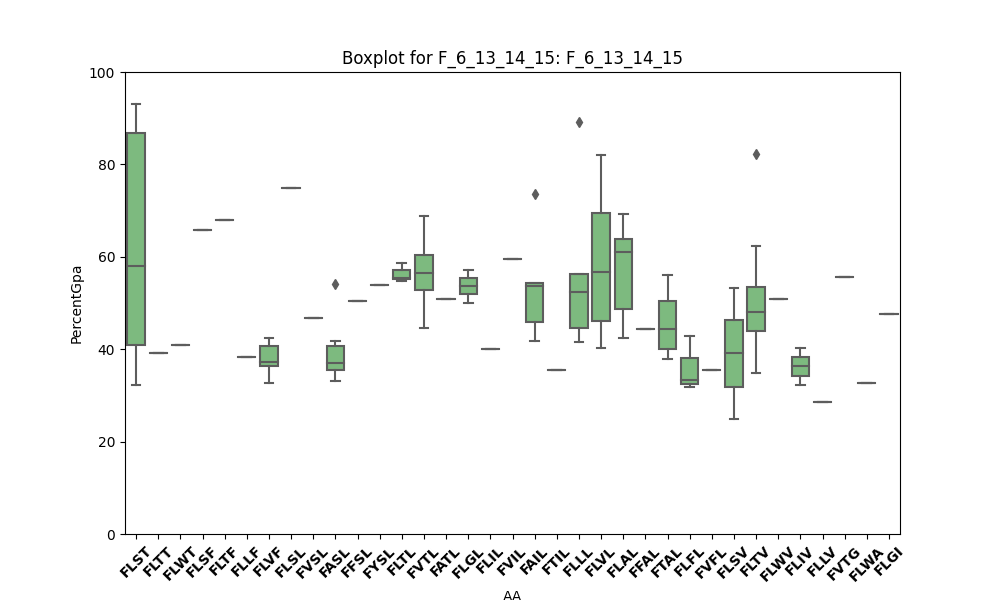 Boxplot for F_6_13_14_15: F_6_13_14_15
PercentGpa
100
80
60
40
20
0
FLST FLTT FLWT FLSF FLTF FLLF FLVF FLSL FVSL FASL FFSL FYSL FLTL FVTL FATL FLGL FLIL FVIL FAIL FTIL FLLL FLVL FLAL FFAL FTAL FLFL FVFL FLSV FLTV FLWV FLIV FLLV FVTG FLWA FLGI
AA